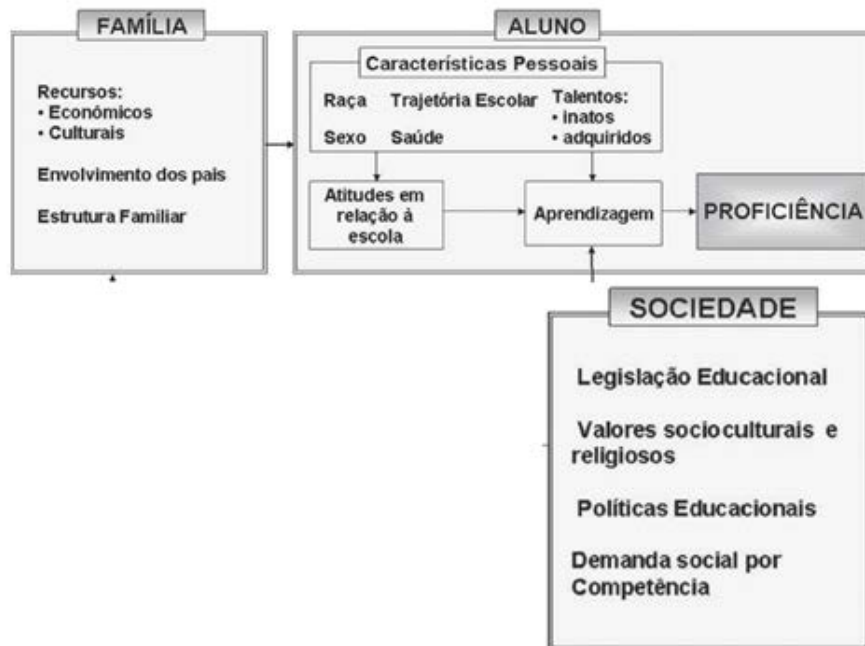 FAMÍLIA
Recursos:
• Econômicos
• Culturais
Envolvimento dos pais
Estrutura Familiar
ALUNO
Características Pessoais
Raça Trajetória Escolar Talentos:
• inatos
Sexo Saúde • adquiridos
Atitudes em
relação à
escola
Aprendizagem
PROFICIÊNCIA
SOCIEDADE
Legislação Educacional
Valores socioculturais e
religiosos
Políticas Educacionais
Demanda social por
Competência